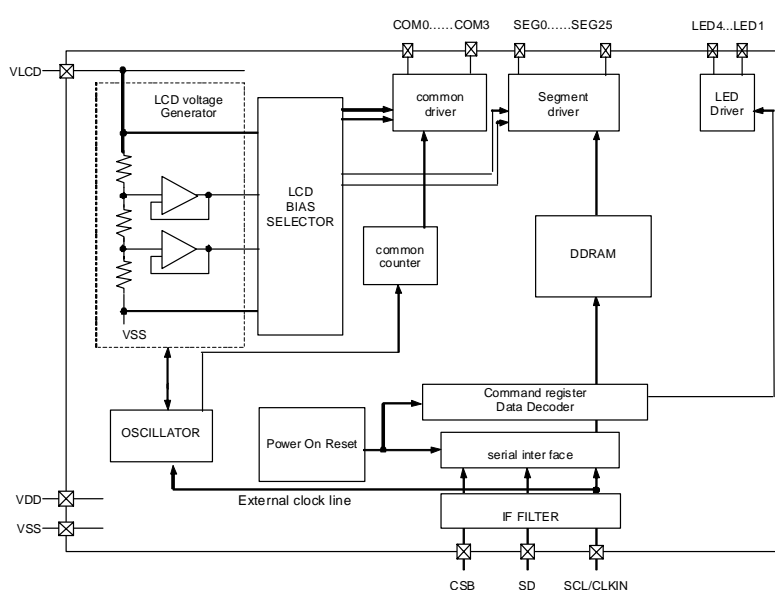 COM0......COM3
SEG0......SEG25
LED4...LED1
VLCD
LCD voltage
Generator
common
driver
Segment
driver
LED
Driver
LCD
BIAS
SELECTOR
common
counter
DDRAM
VSS
Command register
Data Decoder
OSCILLATOR
Power On Reset
serial inter face
VDD
External clock line
IF FILTER
VSS
CSB
SD
SCL/CLKIN